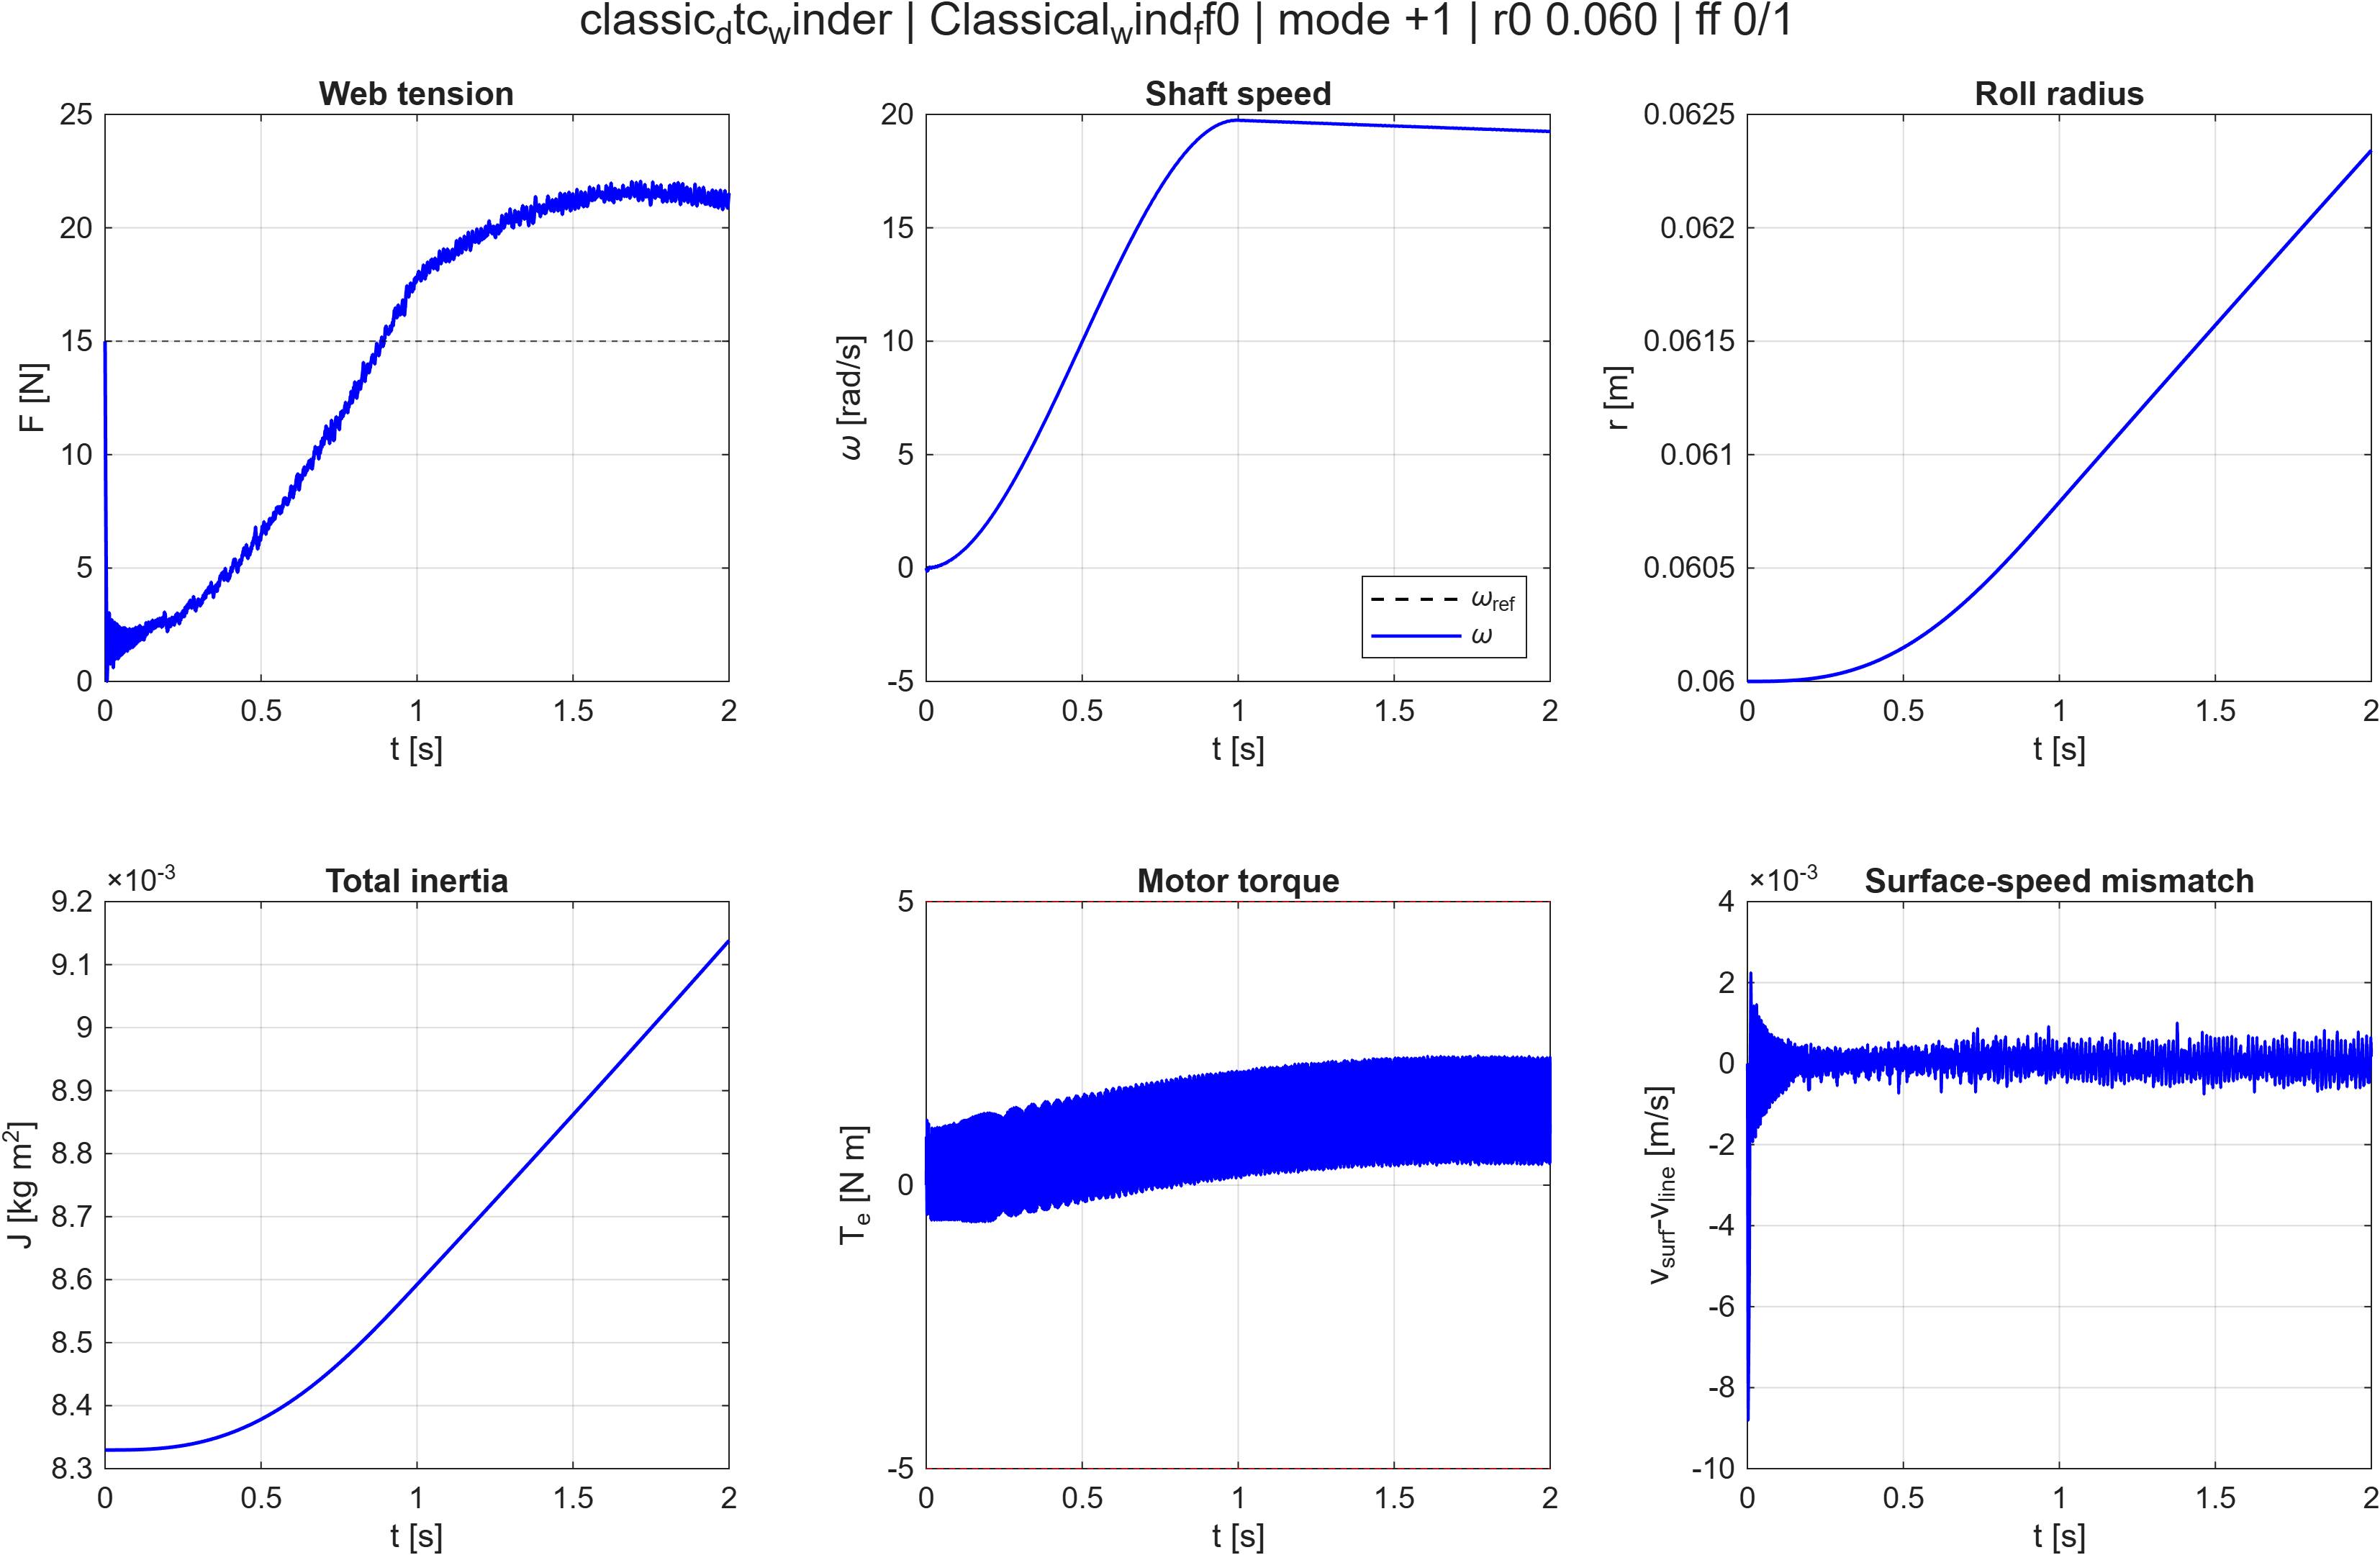 classic_dtc_winder | Classical_wind_ff0 | mode +1 | r0 0.060 | ff 0/1
Web tension
25
20
15
10
5
0
F [N]
0 0.5 1 1.5 2
t [s]
Shaft speed
20
15
10
5
0
-5
ω [rad/s]
ω_ref
ω
0 0.5 1 1.5 2
t [s]
Roll radius
0.0625
0.062
0.0615
0.061
0.0605
0.06
r [m]
0 0.5 1 1.5 2
t [s]
Total inertia
×10^-3
9.2
9.1
9
8.9
8.8
8.7
8.6
8.5
8.4
8.3
J [kg m^2]
0 0.5 1 1.5 2
t [s]
Motor torque
5
0
-5
T_e [N m]
0 0.5 1 1.5 2
t [s]
Surface-speed mismatch
×10^-3
4
2
0
-2
-4
-6
-8
-10
v_surf-v_line [m/s]
0 0.5 1 1.5 2
t [s]